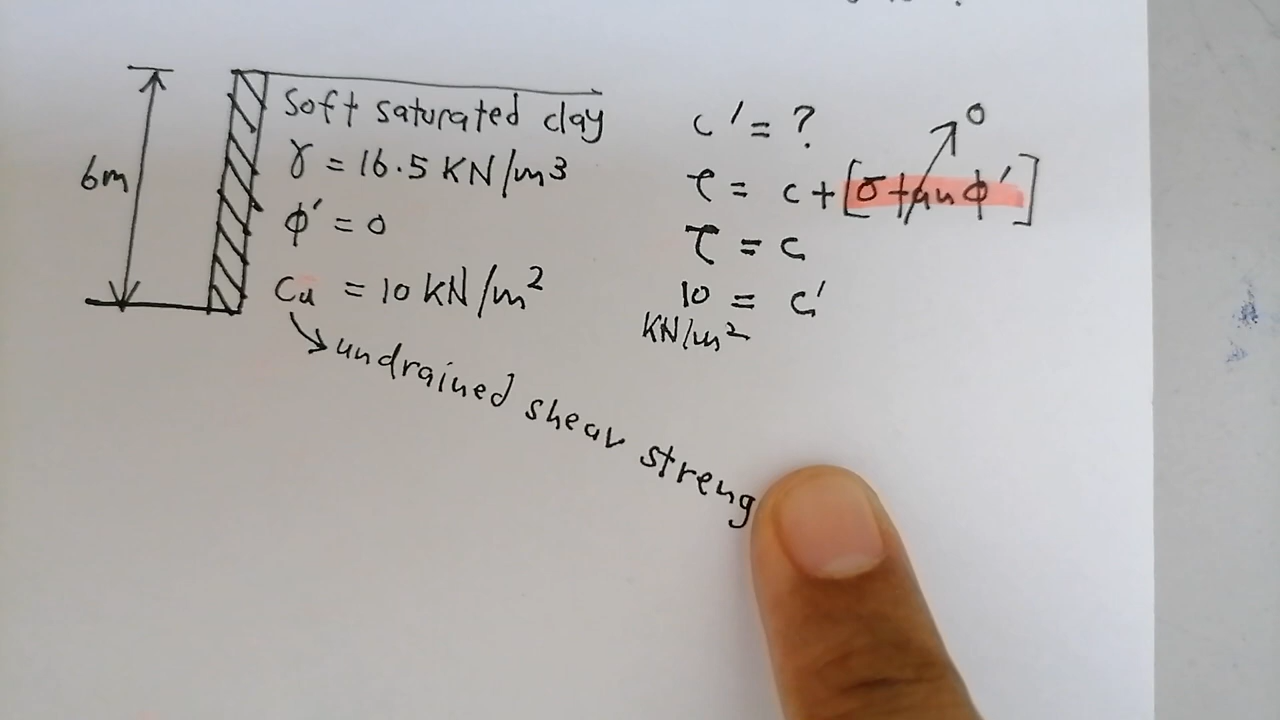 6m
Soft saturated clay
γ = 16.5 KN/m³
ϕ' = 0
Cu = 10 KN/m²
undrained shear streng
c' = ?
τ = c + [σ tan ϕ'] 0
τ = c
10 = c'
KN/m²